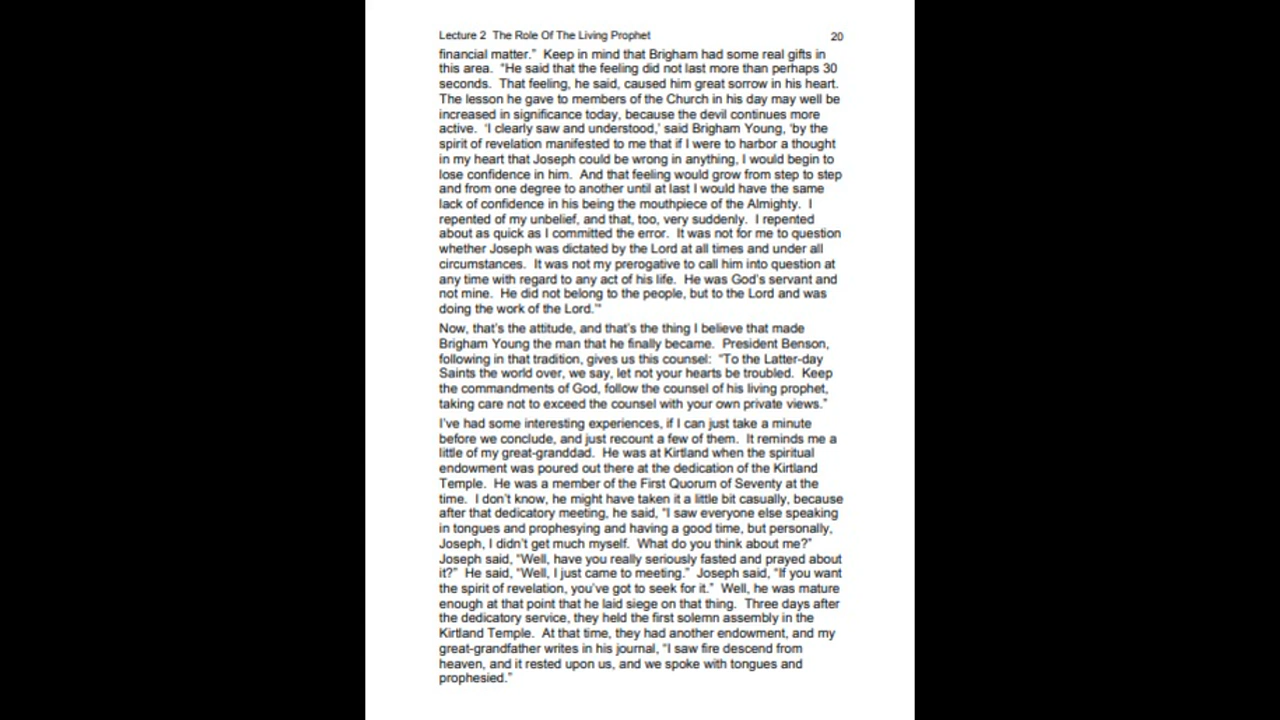 Lecture 2 The Role Of The Living Prophet 20
financial matter.” Keep in mind that Brigham had some real gifts in
this area. “He said that the feeling did not last more than perhaps 30
seconds. That feeling, he said, caused him great sorrow in his heart.
The lesson he gave to members of the Church in his day may well be
increased in significance today, because the devil continues more
active. ‘I clearly saw and understood,’ said Brigham Young, ‘by the
spirit of revelation manifested to me that if I were to harbor a thought
in my heart that Joseph could be wrong in anything, I would begin to
lose confidence in him. And that feeling would grow from step to step
and from one degree to another until at last I would have the same
lack of confidence in his being the mouthpiece of the Almighty. I
repented of my unbelief, and that, too, very suddenly. I repented
about as quick as I committed the error. It was not for me to question
whether Joseph was dictated by the Lord at all times and under all
circumstances. It was not my prerogative to call him into question at
any time with regard to any act of his life. He was God’s servant and
not mine. He did not belong to the people, but to the Lord and was
doing the work of the Lord.’”
Now, that’s the attitude, and that’s the thing I believe that made
Brigham Young the man that he finally became. President Benson,
following in that tradition, gives us this counsel: “To the Latter-day
Saints the world over, we say, let not your hearts be troubled. Keep
the commandments of God, follow the counsel of his living prophet,
taking care not to exceed the counsel with your own private views.”
I’ve had some interesting experiences, if I can just take a minute
before we conclude, and just recount a few of them. It reminds me a
little of my great-granddad. He was at Kirtland when the spiritual
endowment was poured out there at the dedication of the Kirtland
Temple. He was a member of the First Quorum of Seventy at the
time. I don’t know, he might have taken it a little bit casually, because
after that dedicatory meeting, he said, “I saw everyone else speaking
in tongues and prophesying and having a good time, but personally,
Joseph, I didn’t get much myself. What do you think about me?”
Joseph said, “Well, have you really seriously fasted and prayed about
it?” He said, “Well, I just came to meeting.” Joseph said, “If you want
the spirit of revelation, you’ve got to seek for it.” Well, he was mature
enough at that point that he laid siege on that thing. Three days after
the dedicatory service, they held the first solemn assembly in the
Kirtland Temple. At that time, they had another endowment, and my
great-grandfather writes in his journal, “I saw fire descend from
heaven, and it rested upon us, and we spoke with tongues and
prophesied.”